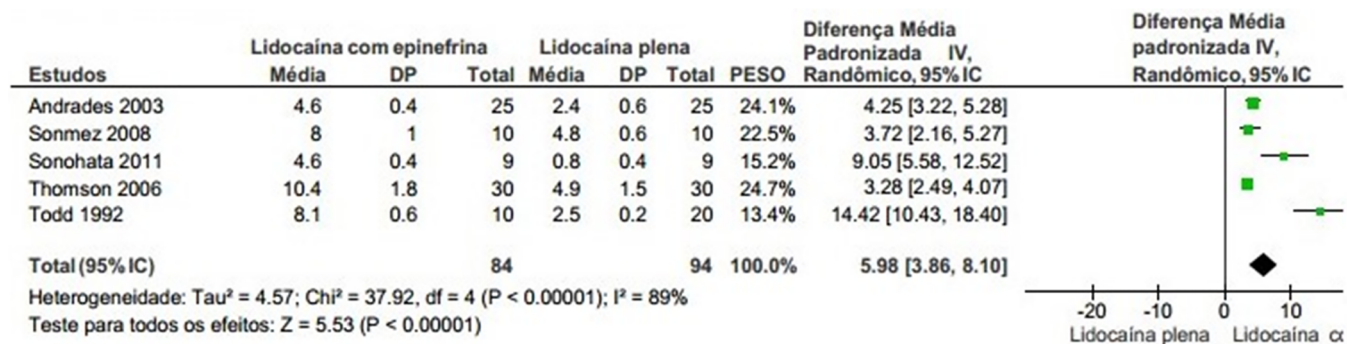 Diferença Média Padronizada IV, Randômico, 95% IC
Diferença Média padronizada IV, Randômico, 95% IC
Lidocaína com epinefrina Lidocaína plena
Estudos Média DP Total Média DP Total PESO
Andrades 2003 4.6 0.4 25 2.4 0.6 25 24.1% 4.25 [3.22, 5.28]
Sonmez 2008 8 1 10 4.8 0.6 10 22.5% 3.72 [2.16, 5.27]
Sonohata 2011 4.6 0.4 9 0.8 0.4 9 15.2% 9.05 [5.58, 12.52]
Thomson 2006 10.4 1.8 30 4.9 1.5 30 24.7% 3.28 [2.49, 4.07]
Todd 1992 8.1 0.6 10 2.5 0.2 20 13.4% 14.42 [10.43, 18.40]
Total (95% IC) 84 94 100.0% 5.98 [3.86, 8.10]
Heterogeneidade: Tau² = 4.57; Chi² = 37.92, df = 4 (P < 0.00001); I² = 89%
Teste para todos os efeitos: Z = 5.53 (P < 0.00001)
-20 -10 0 10
Lidocaína plena Lidocaína